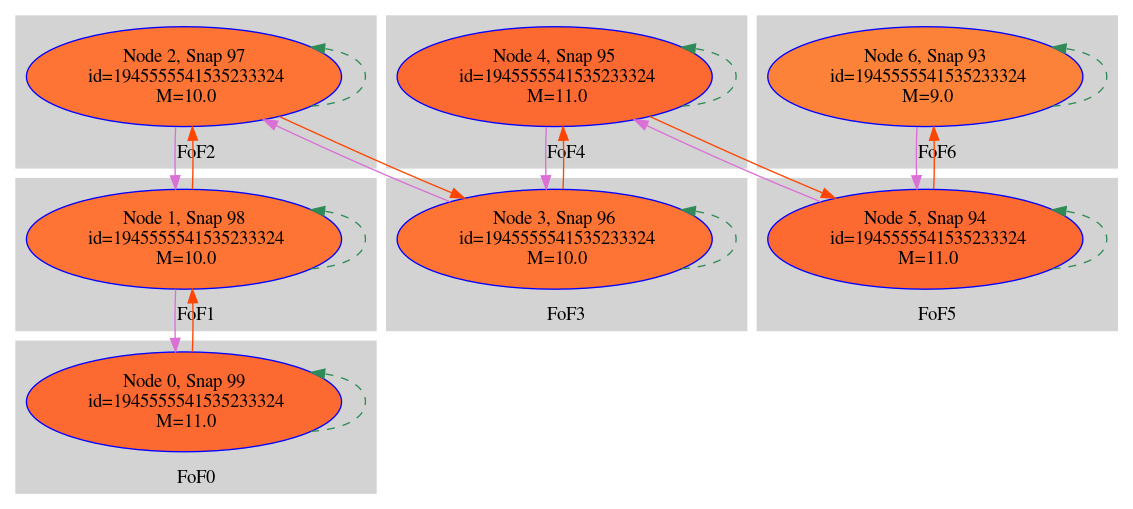 Node 2, Snap 97
id=1945555541535233324
M=10.0
FoF2
Node 4, Snap 95
id=1945555541535233324
M=11.0
FoF4
Node 6, Snap 93
id=1945555541535233324
M=9.0
FoF6
Node 1, Snap 98
id=1945555541535233324
M=10.0
FoF1
Node 3, Snap 96
id=1945555541535233324
M=10.0
FoF3
Node 5, Snap 94
id=1945555541535233324
M=11.0
FoF5
Node 0, Snap 99
id=1945555541535233324
M=11.0
FoF0